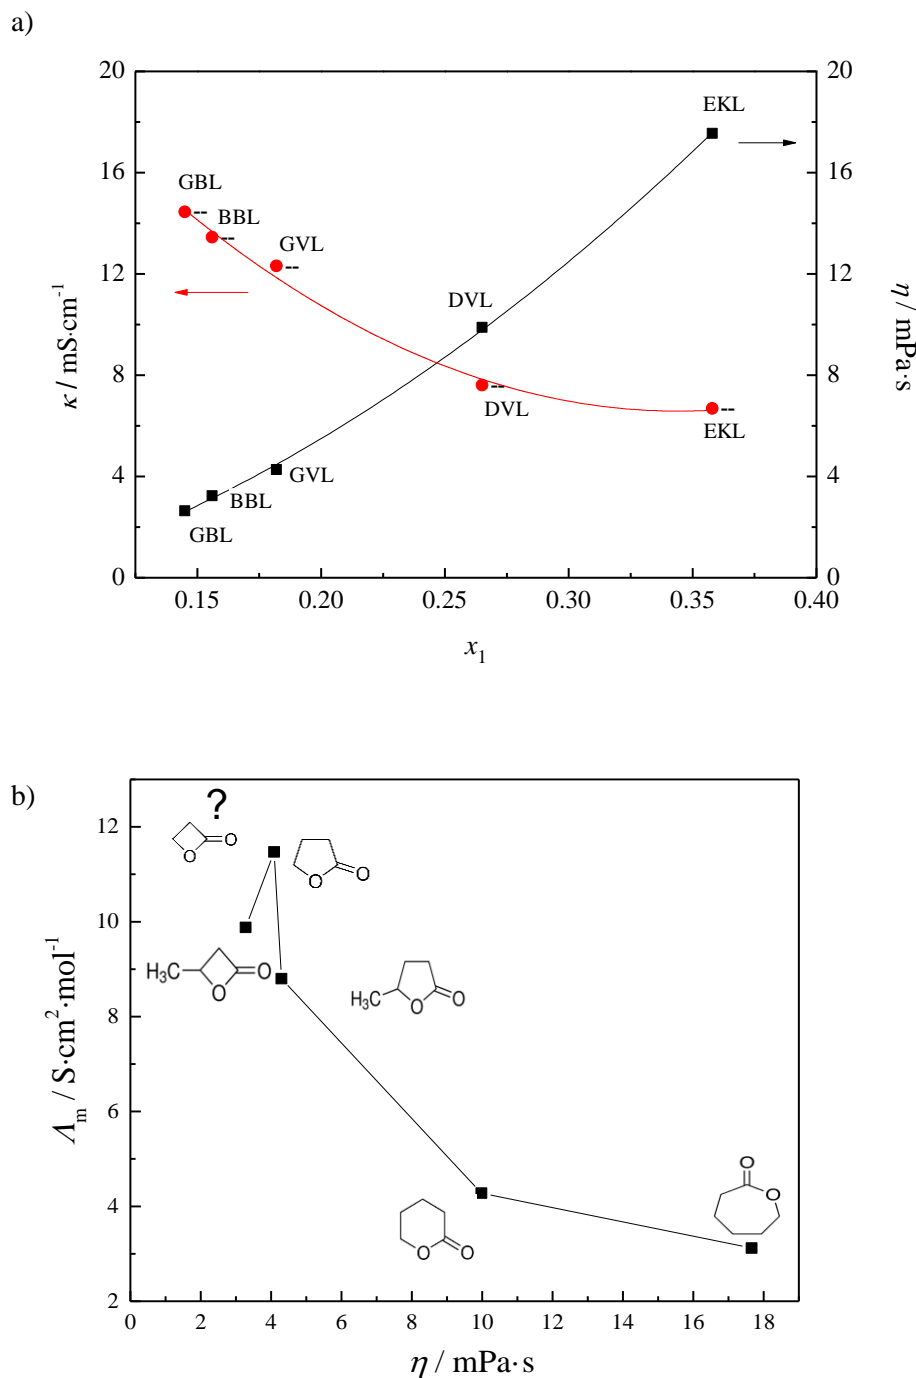 a)
20
16
12
8
4
0
κ / mS·cm⁻¹
GBL
BBL
GVL
DVL
EKL
DVL
EKL
GVL
BBL
GBL
20
16
12
8
4
0
η / mPa·s
0.15 0.20 0.25 0.30 0.35 0.40
x₁
b)
12
10
8
6
4
2
Λₘ / S·cm²·mol⁻¹
?
O
O
O
O
H₃C
O
O
H₃C
O
O
O
O
O
O
0 2 4 6 8 10 12 14 16 18
η / mPa·s